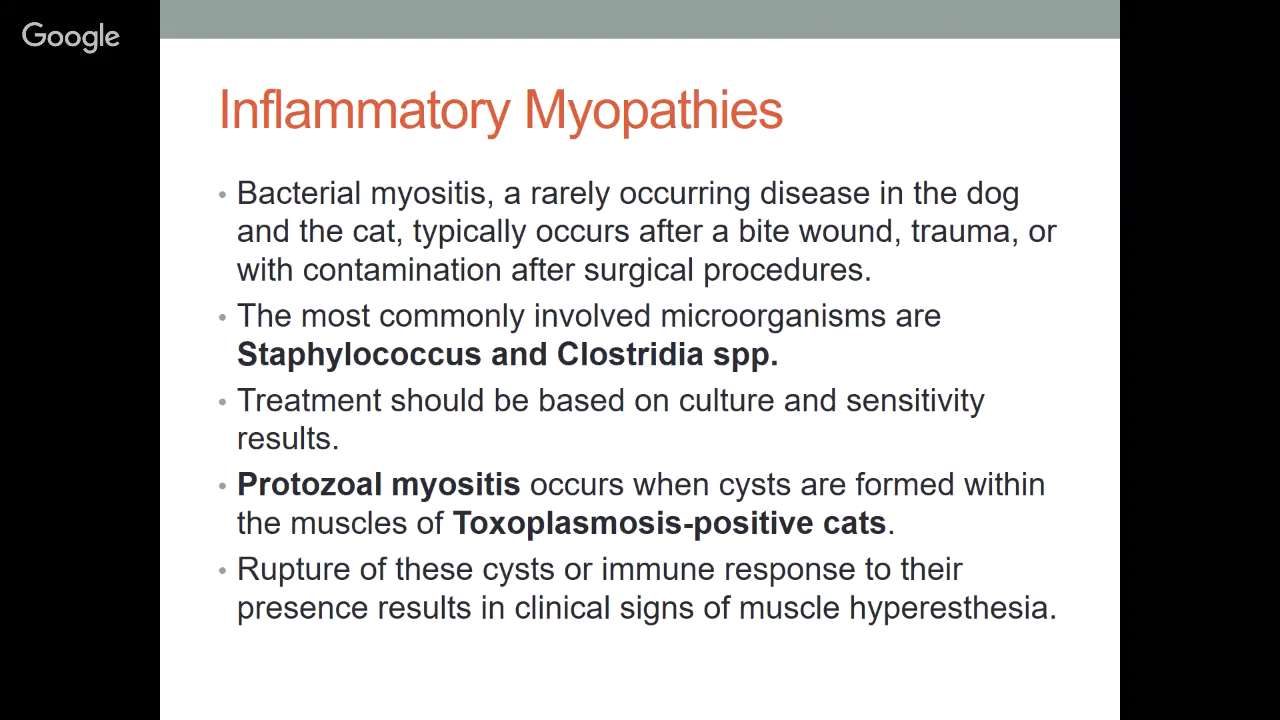 Google
Inflammatory Myopathies
• Bacterial myositis, a rarely occurring disease in the dog
and the cat, typically occurs after a bite wound, trauma, or
with contamination after surgical procedures.
• The most commonly involved microorganisms are
Staphylococcus and Clostridia spp.
• Treatment should be based on culture and sensitivity
results.
• Protozoal myositis occurs when cysts are formed within
the muscles of Toxoplasmosis-positive cats.
• Rupture of these cysts or immune response to their
presence results in clinical signs of muscle hyperesthesia.